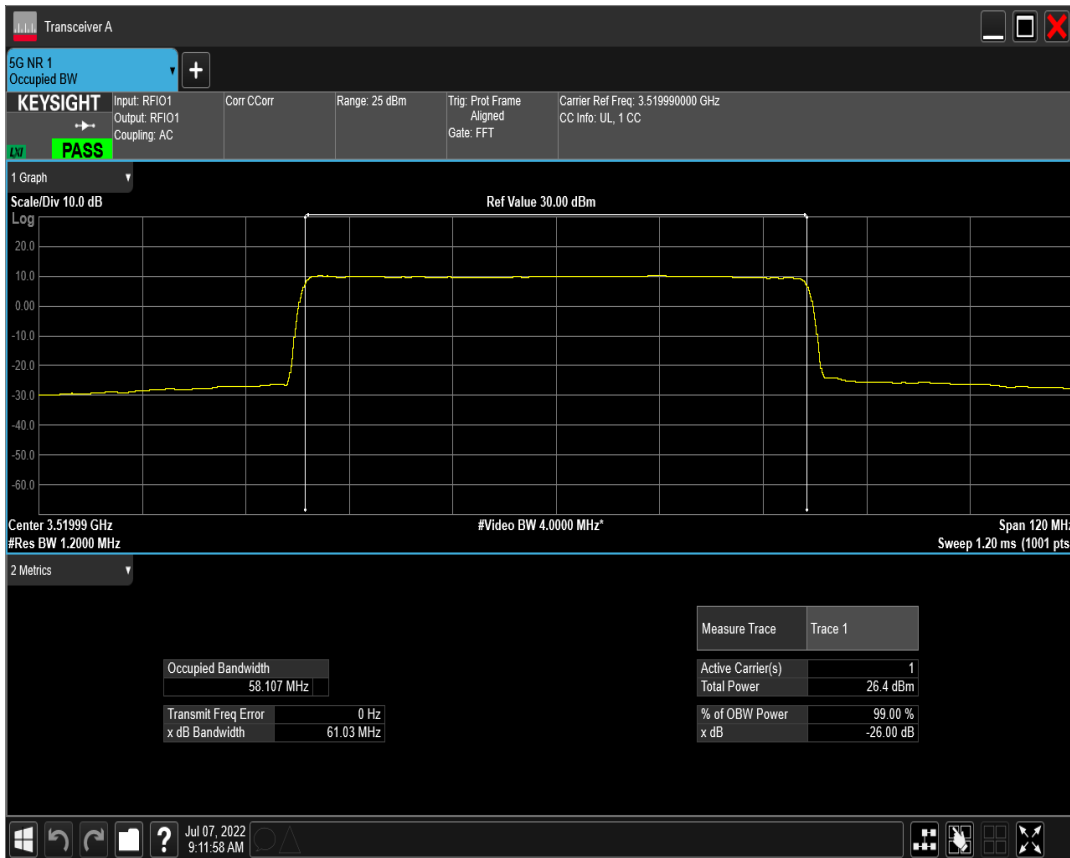 Transceiver A
5G NR 1
Occupied BW
+
KEYSIGHT
LXI
PASS
Input: RFIO1
Output: RFIO1
Coupling: AC
Corr CCorr
Range: 25 dBm
Trig: Prot Frame
Aligned
Gate: FFT
Carrier Ref Freq: 3.519990000 GHz
CC Info: UL, 1 CC
1 Graph
Scale/Div 10.0 dB
Ref Value 30.00 dBm
Log
20.0
10.0
0.00
-10.0
-20.0
-30.0
-40.0
-50.0
-60.0
Center 3.51999 GHz
#Video BW 4.0000 MHz*
Span 120 MHz
#Res BW 1.2000 MHz
Sweep 1.20 ms (1001 pts
2 Metrics
Measure Trace Trace 1
Occupied Bandwidth
58.107 MHz
Active Carrier(s) 1
Total Power 26.4 dBm
Transmit Freq Error 0 Hz
x dB Bandwidth 61.03 MHz
% of OBW Power 99.00 %
x dB -26.00 dB
?
Jul 07, 2022
9:11:58 AM